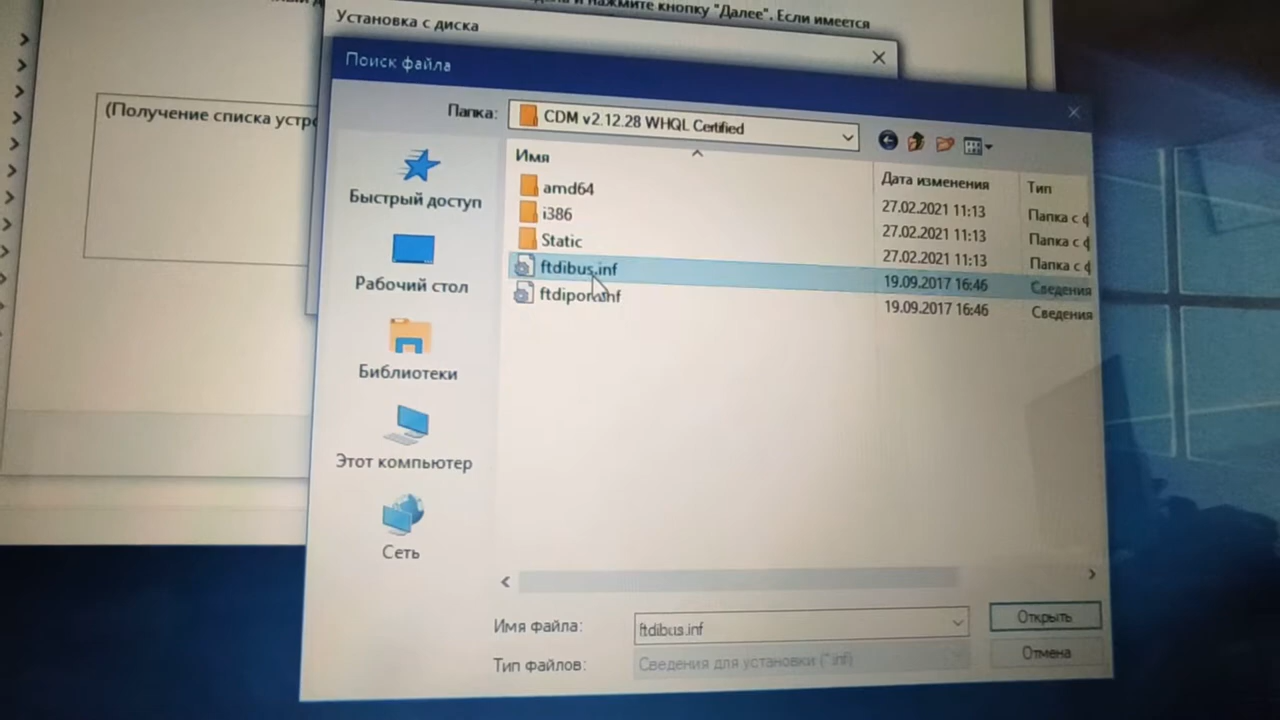 нажмите кнопку "Далее". Если имеется
Установка с диска
Поиск файла
(Получение списка
Папка:
CDM v2.12.28 WHQL Certified
Имя
Дата изменения
Тип
amd64
27.02.2021 11:13
Папка с
i386
27.02.2021 11:13
Папка с
Static
27.02.2021 11:13
Папка с
ftdibus.inf
19.09.2017 16:46
Сведения
19.09.2017 16:46
Сведения
Быстрый доступ
Рабочий стол
Библиотеки
Этот компьютер
Сеть
Имя файла:
ftdibus.inf
Открыть
Тип файлов:
Сведения для установки (*.inf)
Отмена